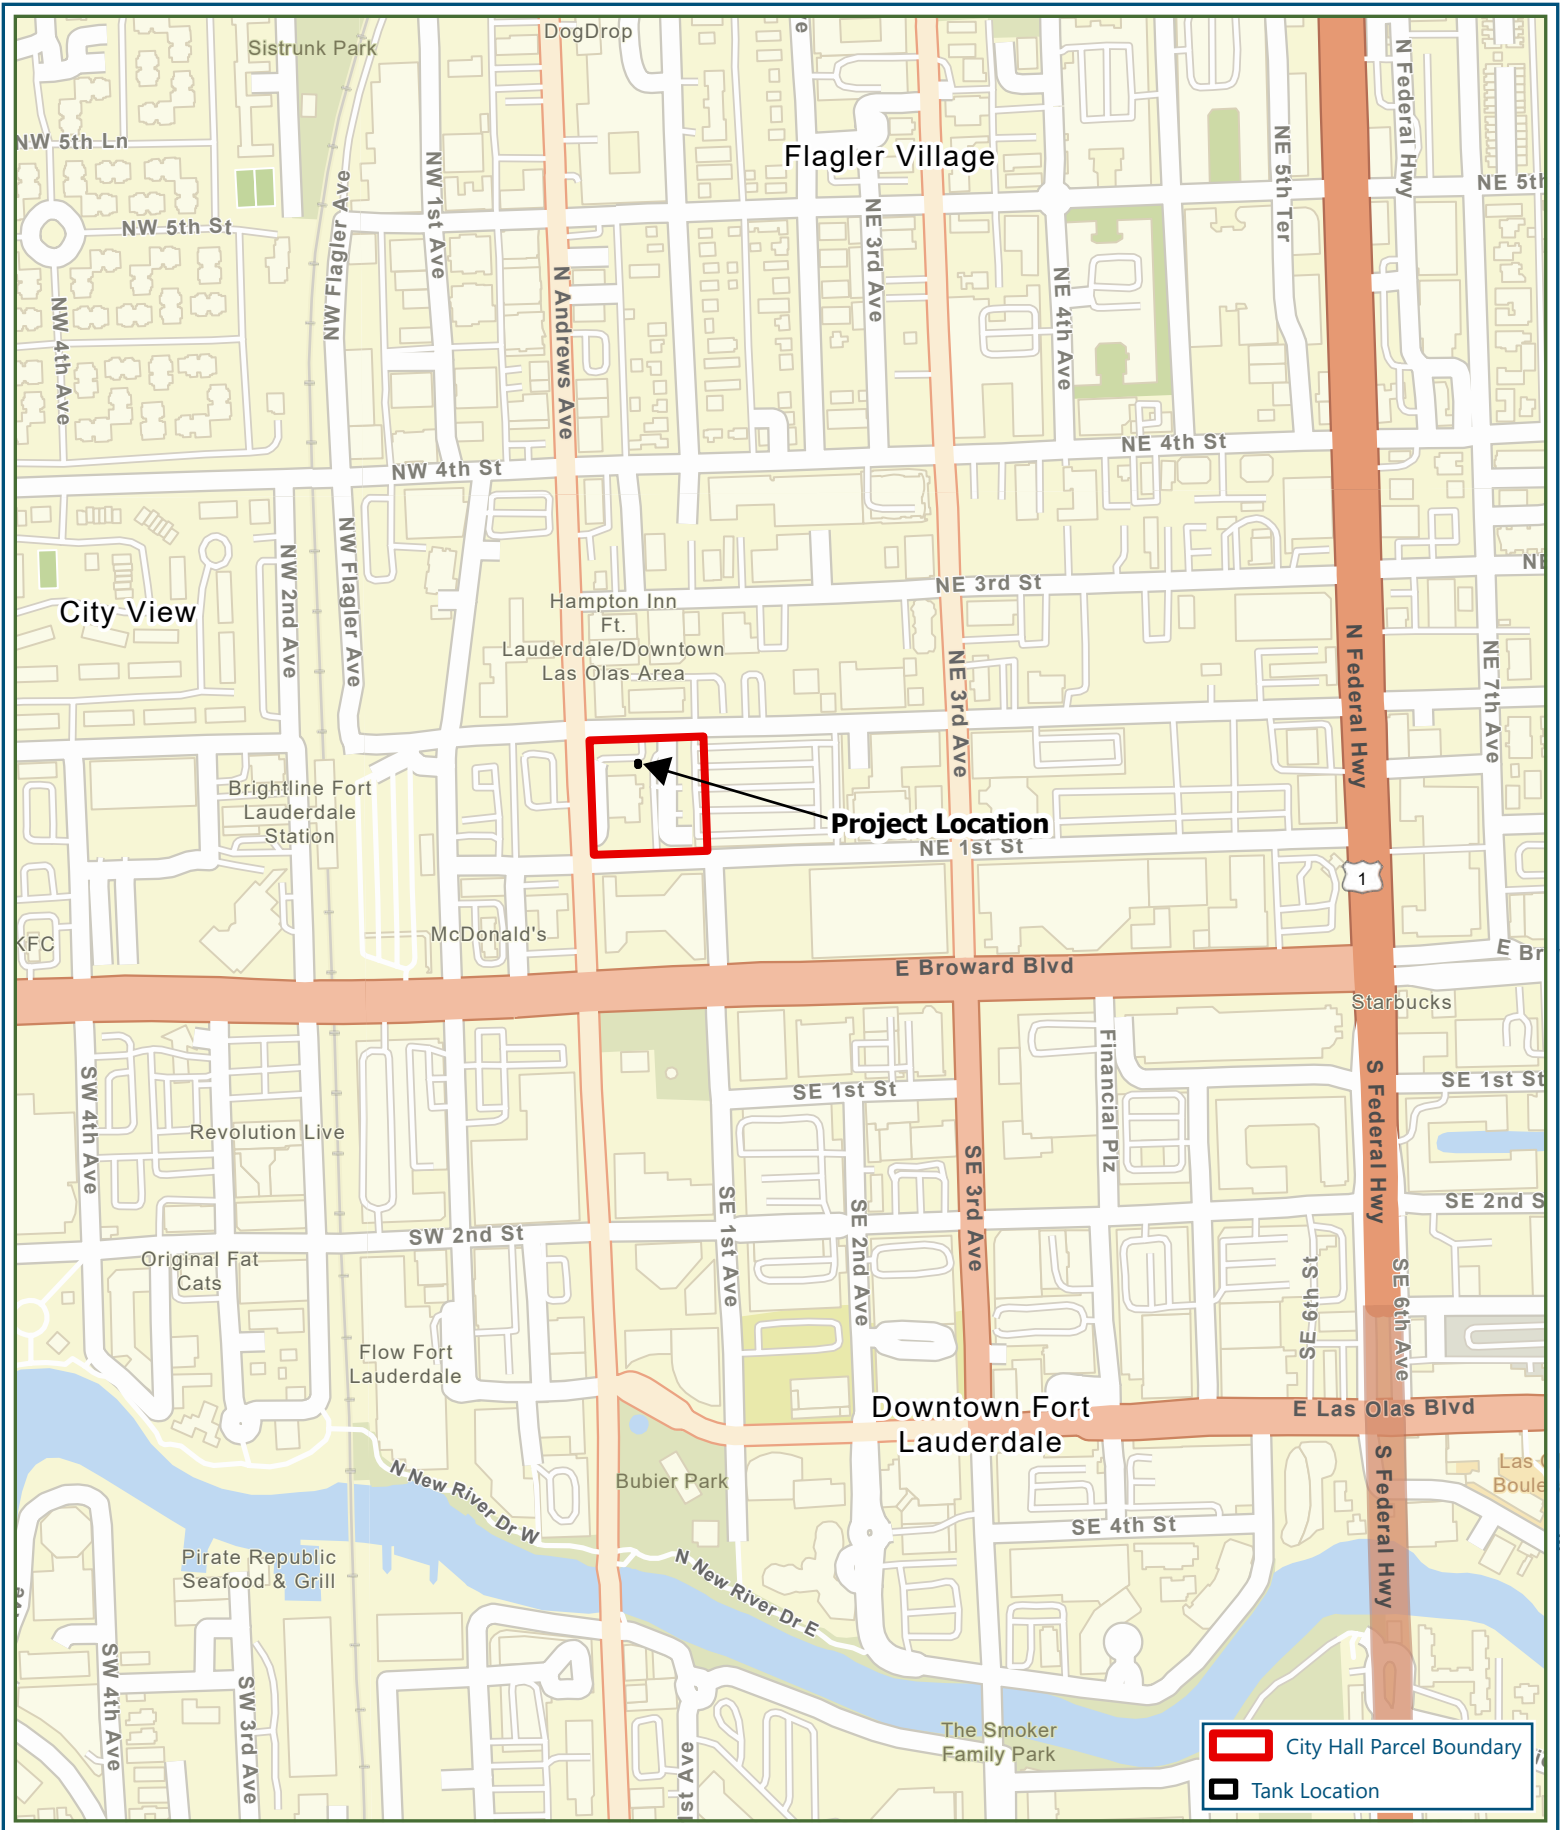 Sistrunk Park
DogDrop
N Federal Hwy
NW 5th Ln
Flagler Village
NW 1st Ave
NE 5th Ter
NW Flagler Ave
NE 5th
NW 5th St
NE 3rd Ave
N Andrews Ave
NE 4th Ave
NW 4th Ave
NE 4th St
NW 4th St
NW Flagler Ave
NW 2nd Ave
NE 3rd St
City View
Hampton Inn
Ft.
Lauderdale/Downtown
Las Olas Area
N Federal Hwy
NE 3rd Ave
NE 7th Ave
Brightline Fort
Lauderdale
Station
Project Location
NE 1st St
1
McDonald's
KFC
E Br
E Broward Blvd
Starbucks
Financial Plz
SE 1st St
SE 1st St
SW 4th Ave
S Federal Hwy
Revolution Live
SE 3rd Ave
SE 1st Ave
SE 2nd Ave
SE 2nd S
SW 2nd St
Original Fat
Cats
SE 6th St
SE 6th Ave
Flow Fort
Lauderdale
Downtown Fort
Lauderdale
E Las Olas Blvd
Bubier Park
N New River Dr W
S Federal Hwy
Las
Boule
SE 4th St
Pirate Republic
Seafood & Grill
N New River Dr E
SW 4th Ave
SW 3rd Ave
The Smoker
Family Park
1st Ave
City Hall Parcel Boundary
Tank Location